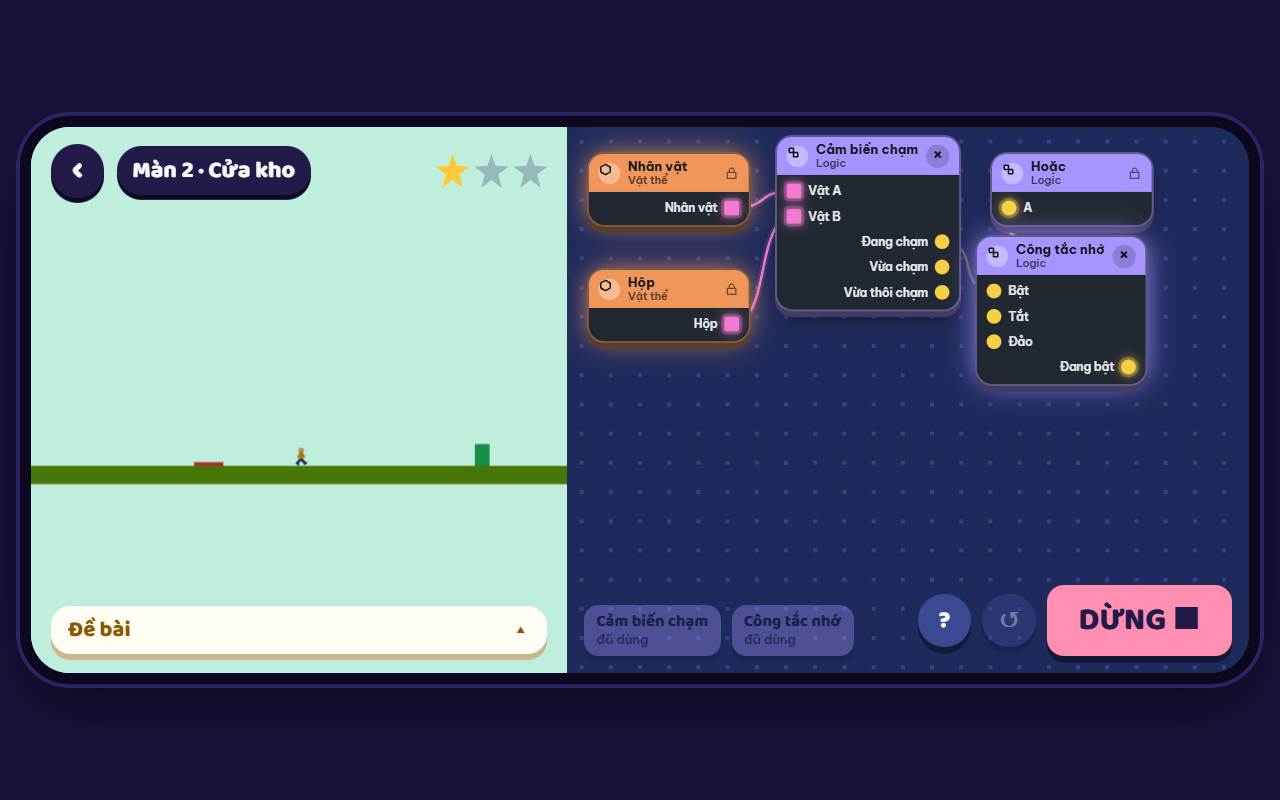 Màn 2 • Cửa kho
Đề bài
Nhân vật
Vật thể
Nhân vật
Hộp
Vật thể
Hộp
Cảm biến chạm
Logic
Vật A
Vật B
Đang chạm
Vừa chạm
Vừa thôi chạm
Hoặc
Logic
A
Công tắc nhớ
Logic
Bật
Tắt
Đảo
Đang bật
Cảm biến chạm
đã dùng
Công tắc nhớ
đã dùng
?
DỪNG